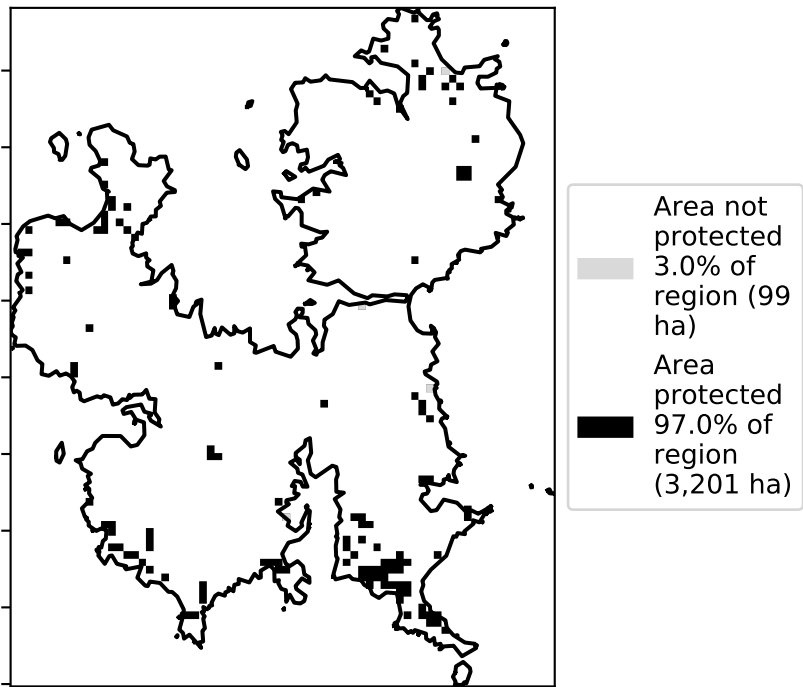 Area not
protected
3.0% of
region (99
ha)
Area
protected
97.0% of
region
(3,201 ha)